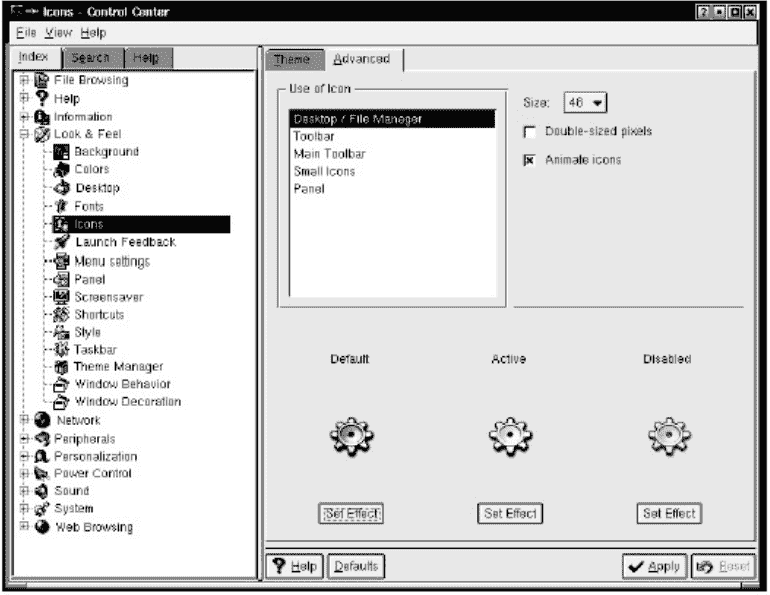 Icons - Control Center
File View Help
Index Search Help
File Browsing
Help
Information
Look & Feel
Background
Colors
Desktop
Fonts
Icons
Launch Feedback
Menu settings
Panel
Screensaver
Shortcuts
Style
Taskbar
Theme Manager
Window Behavior
Window Decoration
Network
Peripherals
Personalization
Power Control
Sound
System
Web Browsing
Theme Advanced
Use of Icon
Desktop / File Manager
Toolbar
Main Toolbar
Small Icons
Panel
Size: 48
Double-sized pixels
Animate icons
Default Active Disabled
Set Effect Set Effect Set Effect
? Help Defaults Apply Reset